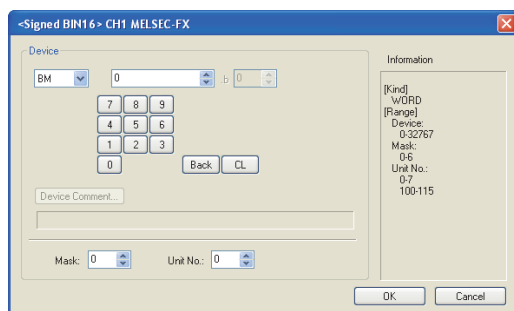 <Signed BIN16> CH1 MELSEC-FX
Device
BM 0 .b 0
7 8 9
4 5 6
1 2 3
0 Back CL
Device Comment...
Mask: 0 Unit No.: 0
Information
[Kind]
WORD
[Range]
Device:
0-32767
Mask:
0-6
Unit No.:
0-7
100-115
OK Cancel